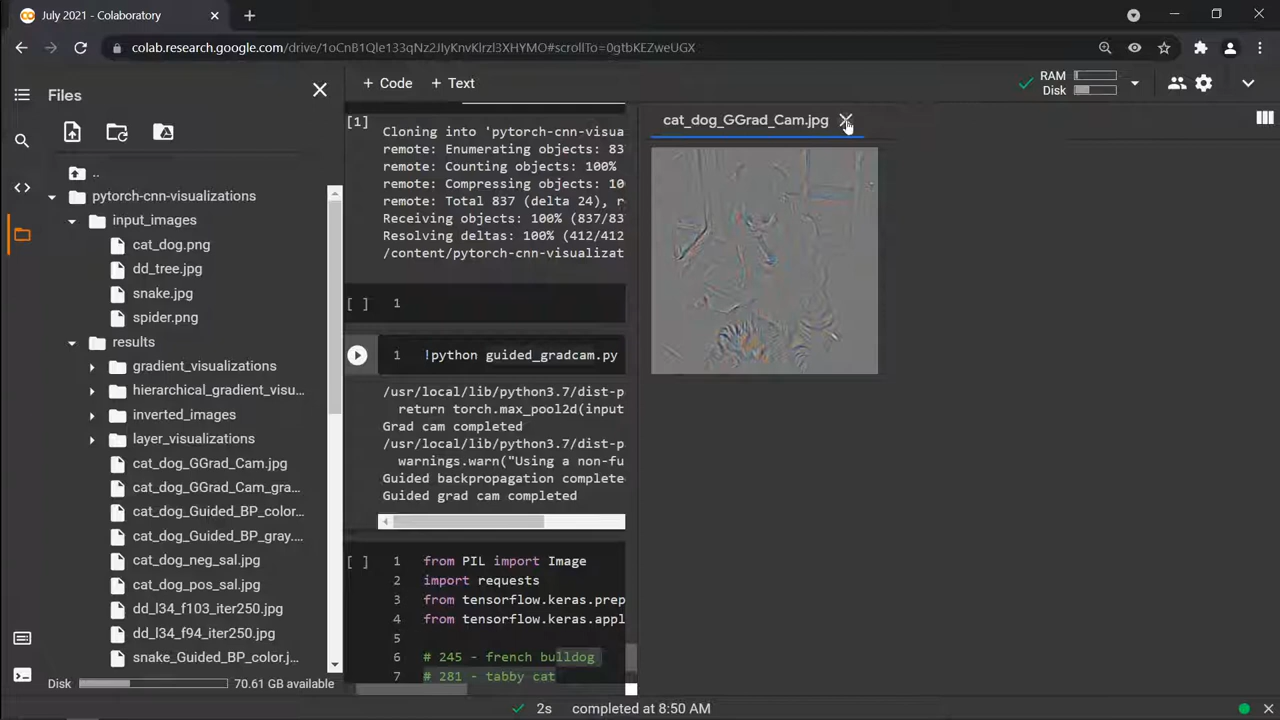 July 2021 - Colaboratory
colab.research.google.com/drive/1oCnB1Qle133qNz2JIyKnvKlrzl3XHYMO#scrollTo=0gtbKEZweUGX
Files
+ Code + Text
RAM
Disk
..
pytorch-cnn-visualizations
input_images
cat_dog.png
dd_tree.jpg
snake.jpg
spider.png
results
gradient_visualizations
hierarchical_gradient_visu...
inverted_images
layer_visualizations
cat_dog_GGrad_Cam.jpg
cat_dog_GGrad_Cam_gra...
cat_dog_Guided_BP_color...
cat_dog_Guided_BP_gray....
cat_dog_neg_sal.jpg
cat_dog_pos_sal.jpg
dd_l34_f103_iter250.jpg
dd_l34_f94_iter250.jpg
snake_Guided_BP_color.j...
Disk 70.61 GB available
[1] Cloning into 'pytorch-cnn-visua
remote: Enumerating objects: 83
remote: Counting objects: 100%
remote: Compressing objects: 10
remote: Total 837 (delta 24), r
Receiving objects: 100% (837/83
Resolving deltas: 100% (412/412
/content/pytorch-cnn-visualizat
[ ] 1
1 !python guided_gradcam.py
/usr/local/lib/python3.7/dist-p
return torch.max_pool2d(input
Grad cam completed
/usr/local/lib/python3.7/dist-p
warnings.warn("Using a non-fu
Guided backpropagation complete
Guided grad cam completed
[ ] 1 from PIL import Image
2 import requests
3 from tensorflow.keras.prep
4 from tensorflow.keras.appl
5
6 # 245 - french bulldog
7 # 281 - tabby cat
cat_dog_GGrad_Cam.jpg
2s completed at 8:50 AM